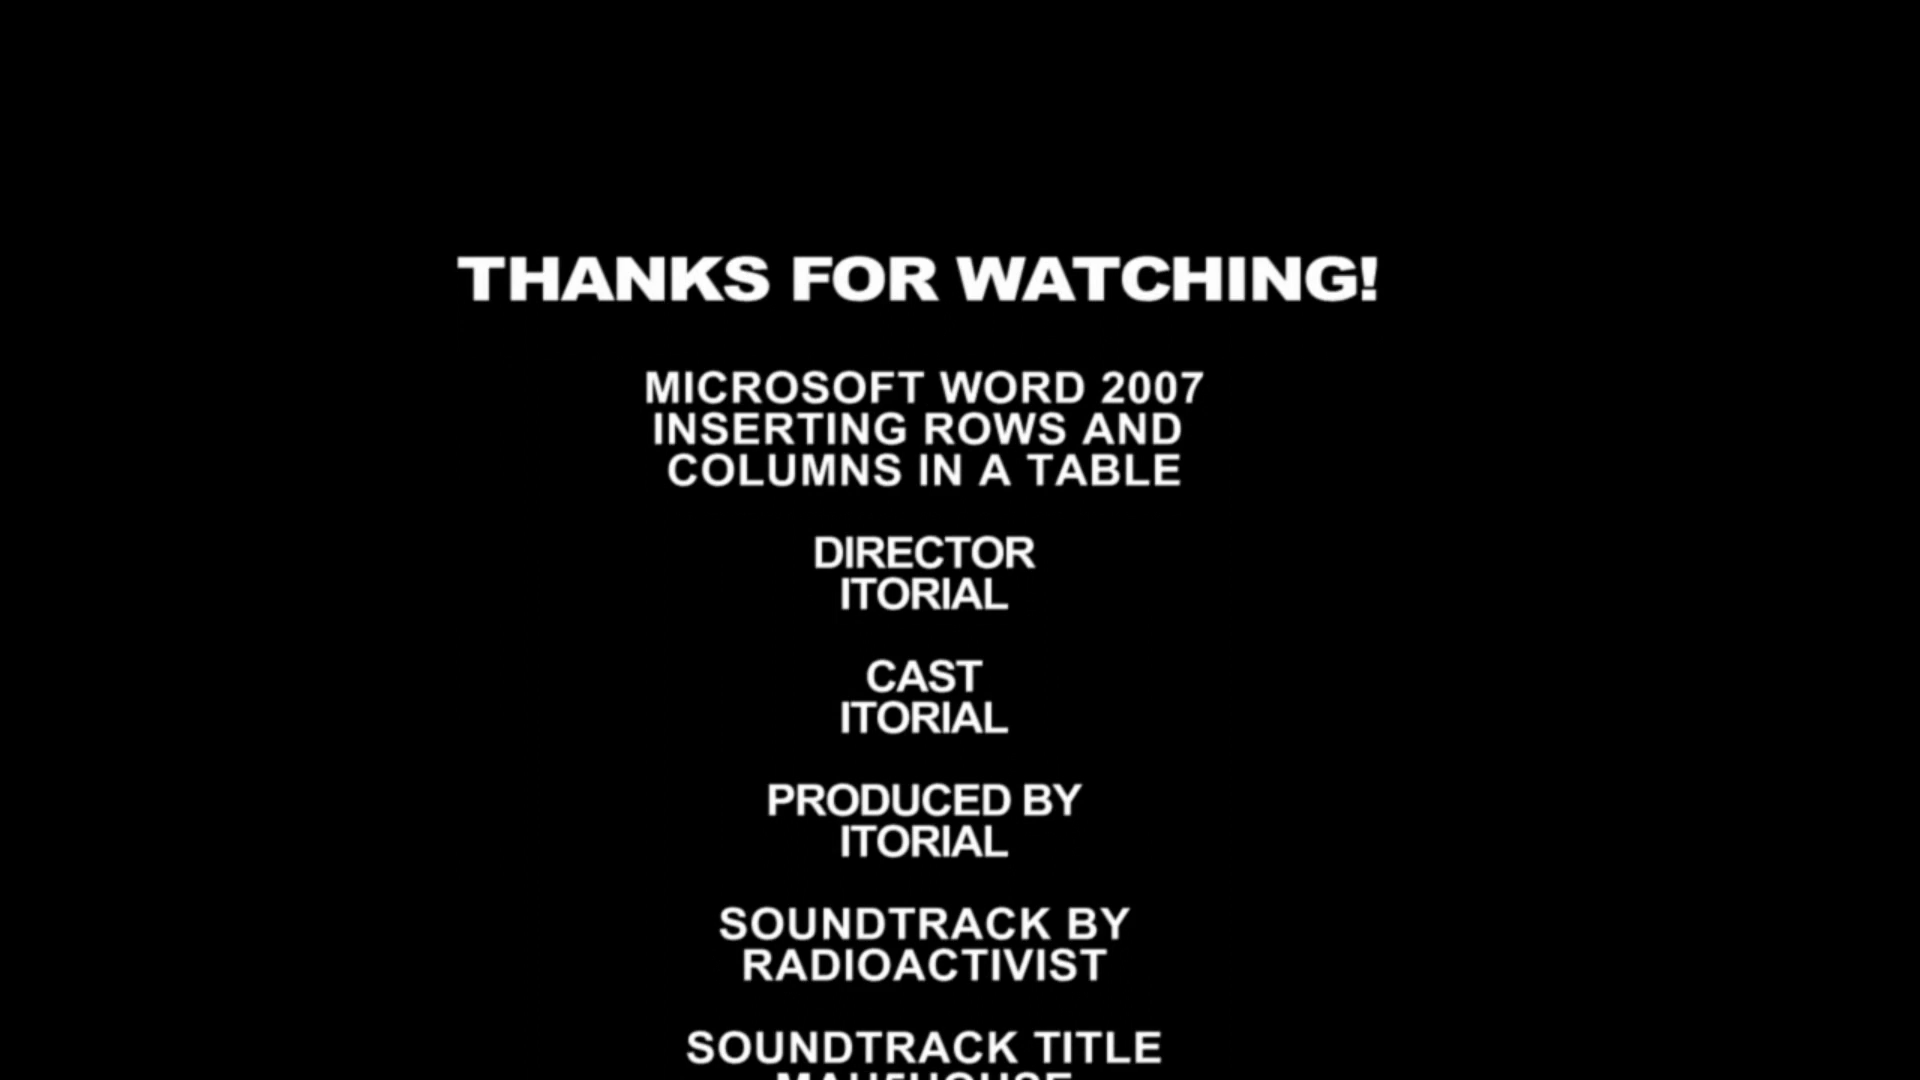 THANKS FOR WATCHING!
MICROSOFT WORD 2007
INSERTING ROWS AND
COLUMNS IN A TABLE
DIRECTOR
ITORIAL
CAST
ITORIAL
PRODUCED BY
ITORIAL
SOUNDTRACK BY
RADIOACTIVIST
SOUNDTRACK TITLE